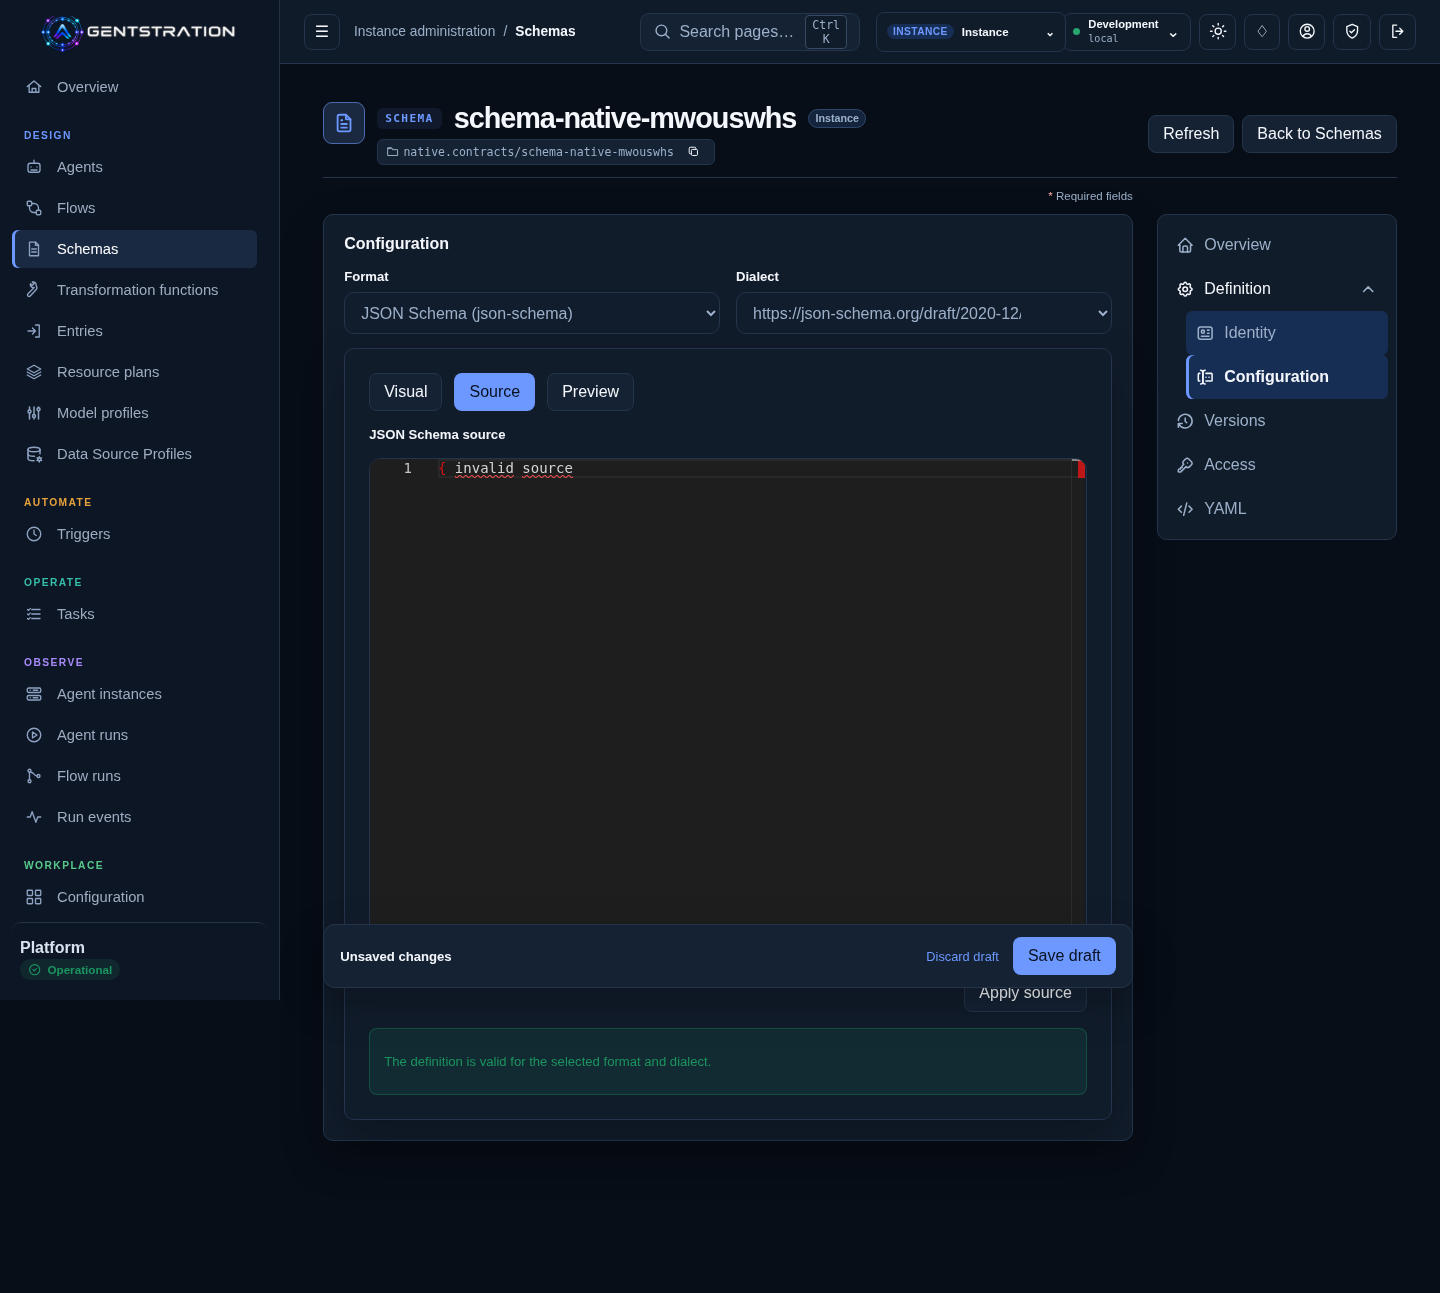 GENTSTRATION
Overview
DESIGN
Agents
Flows
Schemas
Transformation functions
Entries
Resource plans
Model profiles
Data Source Profiles
AUTOMATE
Triggers
OPERATE
Tasks
OBSERVE
Agent instances
Agent runs
Flow runs
Run events
WORKPLACE
Configuration
Platform
Operational
Instance administration / Schemas
Search pages…
Ctrl
K
INSTANCE Instance
Development
local
SCHEMA schema-native-mwouswhs Instance
native.contracts/schema-native-mwouswhs
Refresh
Back to Schemas
* Required fields
Configuration
Format
JSON Schema (json-schema)
Dialect
https://json-schema.org/draft/2020-12/
Visual
Source
Preview
JSON Schema source
1 { invalid source
Unsaved changes
Discard draft
Save draft
Apply source
The definition is valid for the selected format and dialect.
Overview
Definition
Identity
Configuration
Versions
Access
YAML